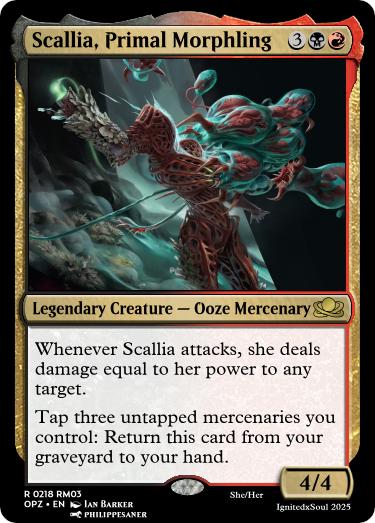 Scallia, Primal Morphling 3
Legendary Creature — Ooze Mercenary
Whenever Scallia attacks, she deals
damage equal to her power to any
target.
Tap three untapped mercenaries you
control: Return this card from your
graveyard to your hand.
4/4
R 0218 RM03
OPZ • EN Ian Barker
PHILIPPESANER
She/Her
IgnitedxSoul 2025